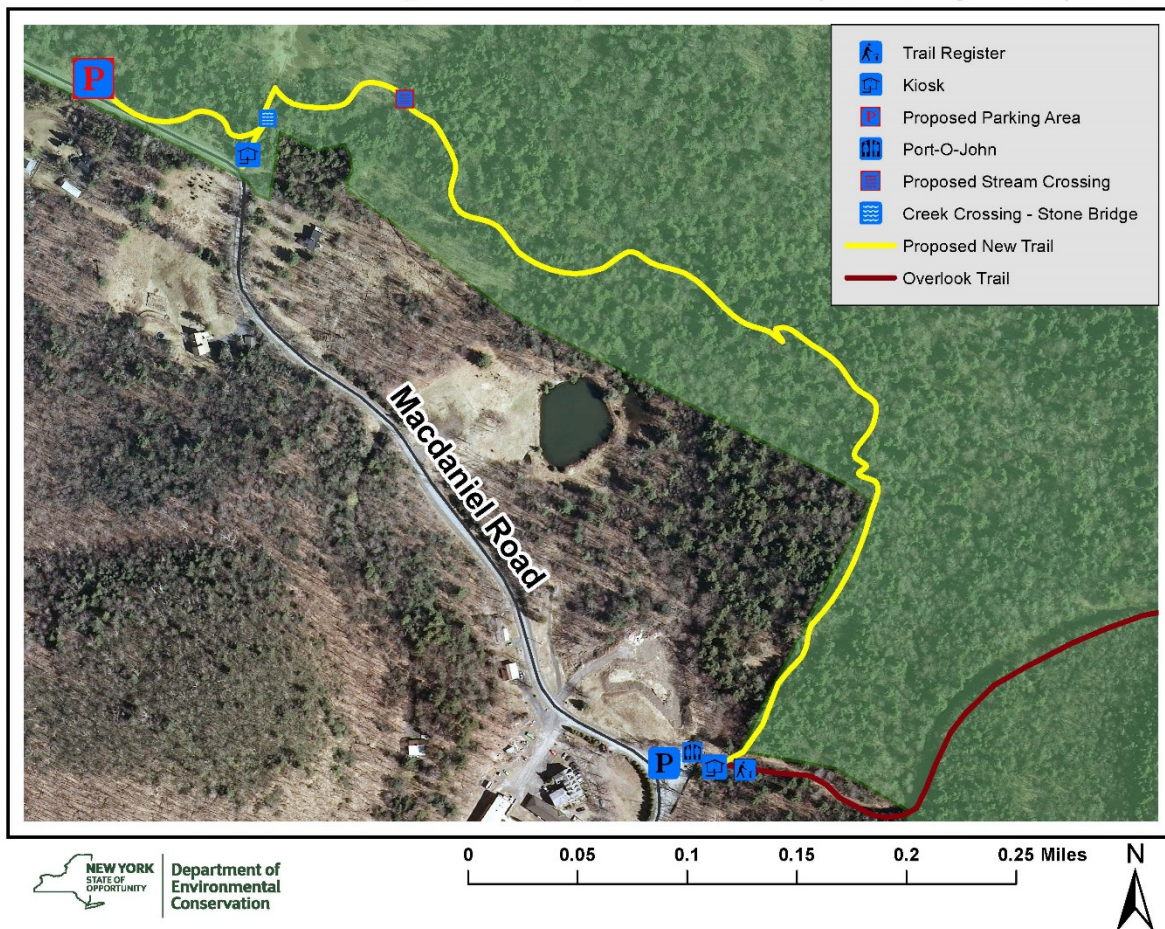 P
Trail Register
Kiosk
P Proposed Parking Area
Port-O-John
Proposed Stream Crossing
Creek Crossing - Stone Bridge
Proposed New Trail
Overlook Trail
Macdaniel Road
P
NEW YORK
STATE OF
OPPORTUNITY
Department of
Environmental
Conservation
0 0.05 0.1 0.15 0.2 0.25 Miles
N